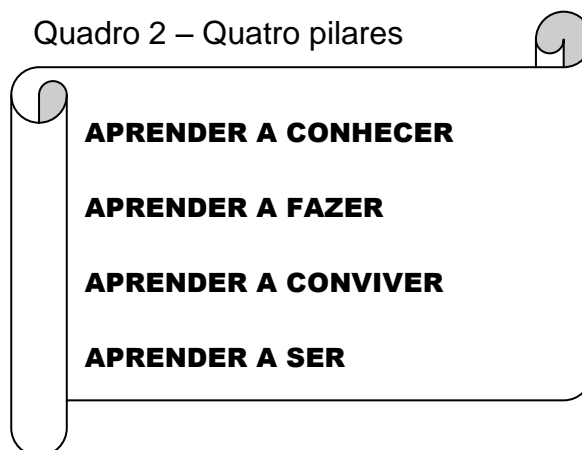 Quadro 2 – Quatro pilares
APRENDER A CONHECER
APRENDER A FAZER
APRENDER A CONVIVER
APRENDER A SER